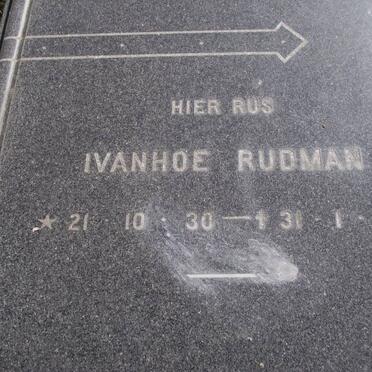 HIER RUS
IVANHOE RUDMAN
★ 21 · 10 · 30 — † 31 · 1 ·